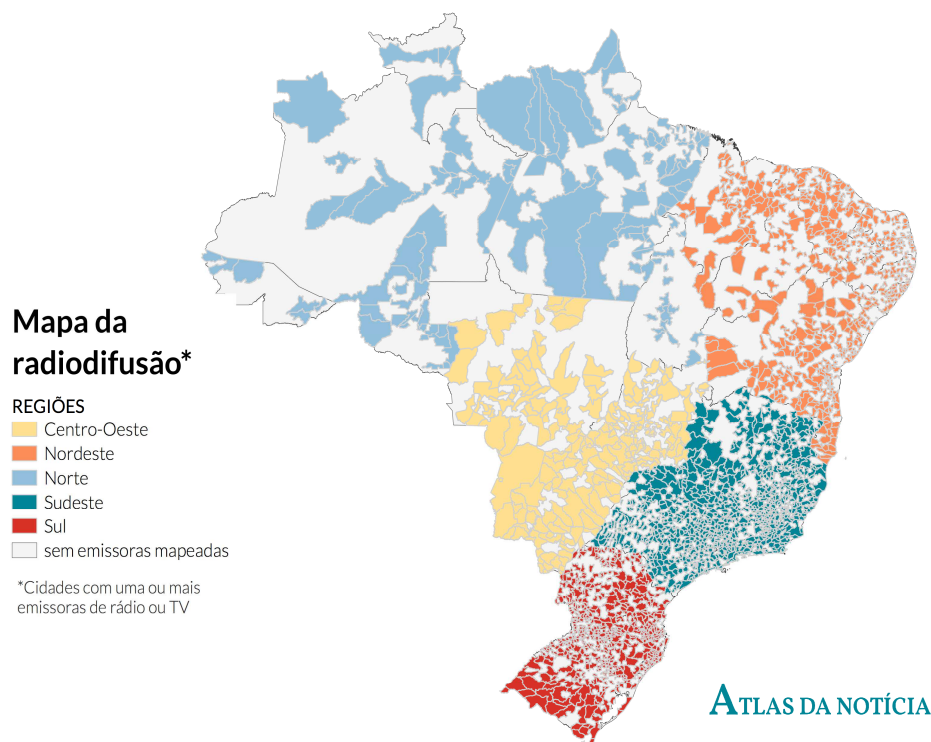 Mapa da
radiodifusão*
REGIÕES
Centro-Oeste
Nordeste
Norte
Sudeste
Sul
sem emissoras mapeadas
*Cidades com uma ou mais
emissoras de rádio ou TV
ATLAS DA NOTÍCIA